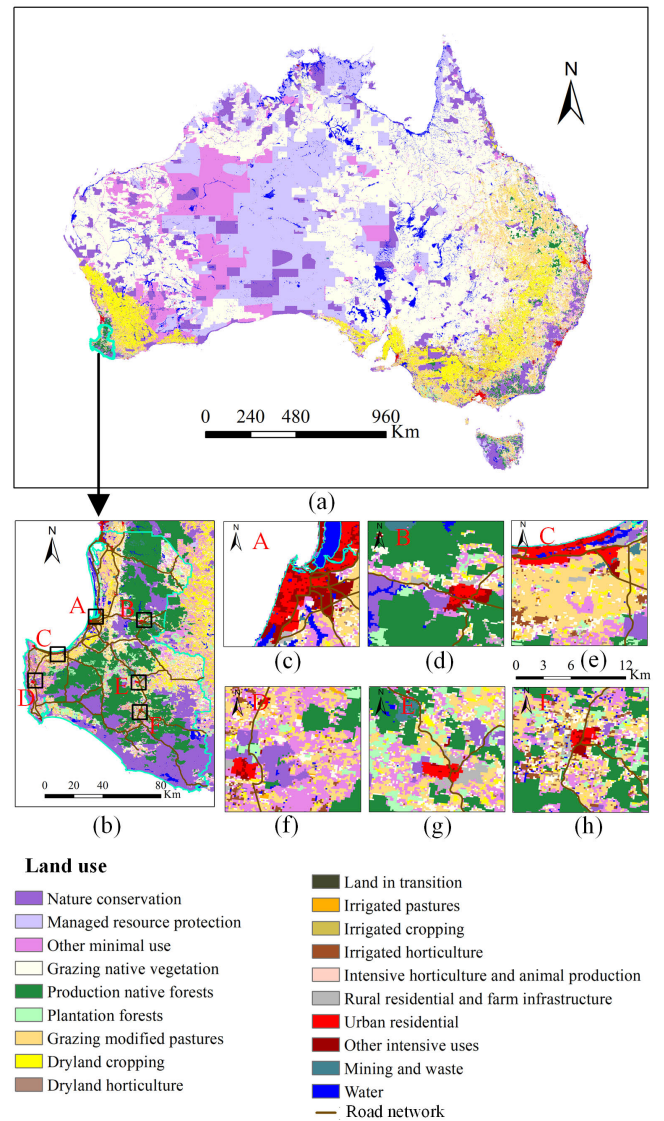 N
0 240 480 960
Km
(a)
N
A
B
C
D
E
F
0 20 40 80
Km
(b)
N
A
(c)
N
B
(d)
N
C
(e)
0 3 6 12
Km
N
D
(f)
N
E
(g)
N
F
(h)
Land use
Nature conservation
Managed resource protection
Other minimal use
Grazing native vegetation
Production native forests
Plantation forests
Grazing modified pastures
Dryland cropping
Dryland horticulture
Land in transition
Irrigated pastures
Irrigated cropping
Irrigated horticulture
Intensive horticulture and animal production
Rural residential and farm infrastructure
Urban residential
Other intensive uses
Mining and waste
Water
Road network